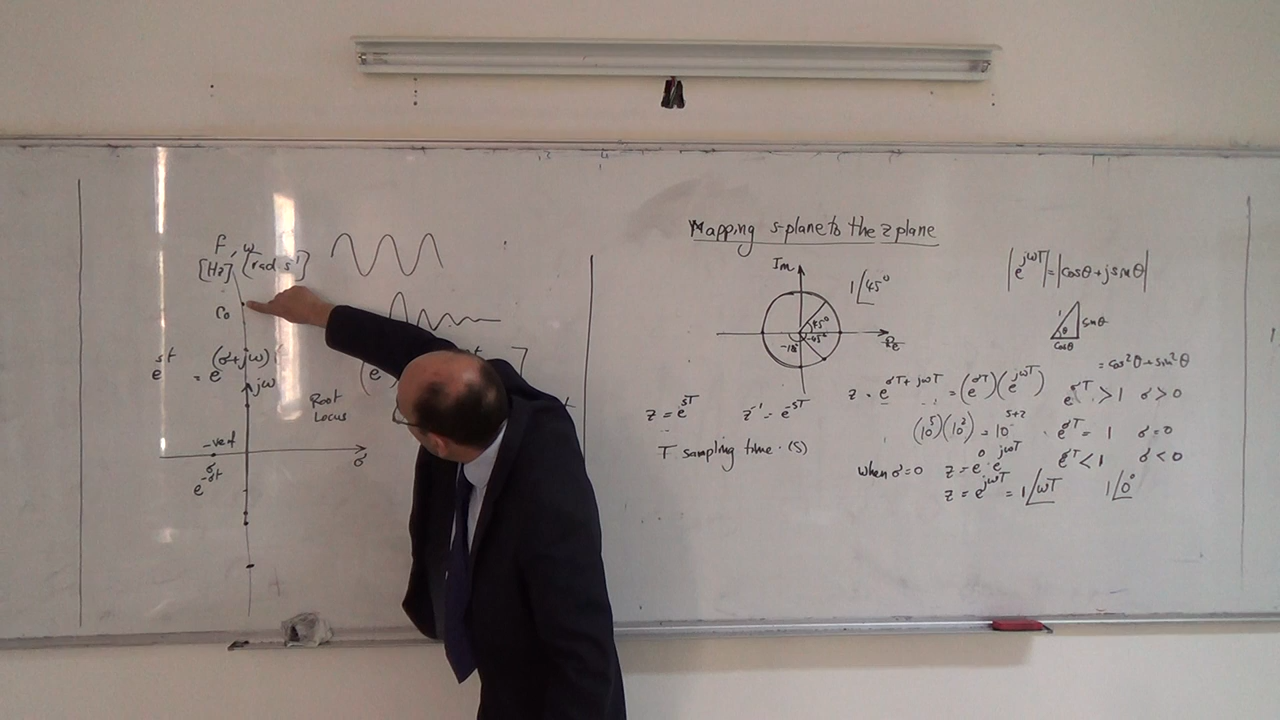 f, ω
[Hz] [rad.s⁻¹]
e^st = e^(σ+jω)t
jω
Root
Locus
-ve
σ
σ
e^-σt
Mapping s-plane to the z plane
Im
1∠45°
45°
-45°
Re
|e^jωT| = |cosθ+jsinθ|
1
θ
sinθ
cosθ
= cos²θ+sin²θ
z = e^sT z⁻¹ = e^-sT
T sampling time. (s)
z = e^σT+jωT = (e^σT)(e^jωT)
(10⁵)(10²) = 10^5+2
e^σT > 1 σ > 0
e^σT = 1 σ = 0
e^σT < 1 σ < 0
when σ=0 z = e⁰ e^jωT
z = e^jωT = 1∠ωT 1∠0°